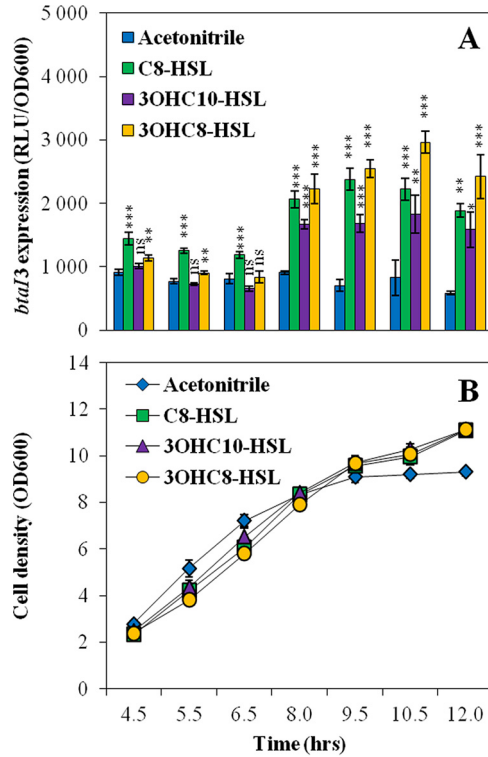 A
Acetonitrile
C8-HSL
3OHC10-HSL
3OHC8-HSL
btaI3 expression (RLU/OD600)
5 000
4 000
3 000
2 000
1 000
0
*** *** ns **
*** ns **
*** ns ns
*** *** ***
*** *** ***
*** ** ***
** * ***
B
Acetonitrile
C8-HSL
3OHC10-HSL
3OHC8-HSL
Cell density (OD600)
14
12
10
8
6
4
2
0
4.5 5.5 6.5 8.0 9.5 10.5 12.0
Time (hrs)